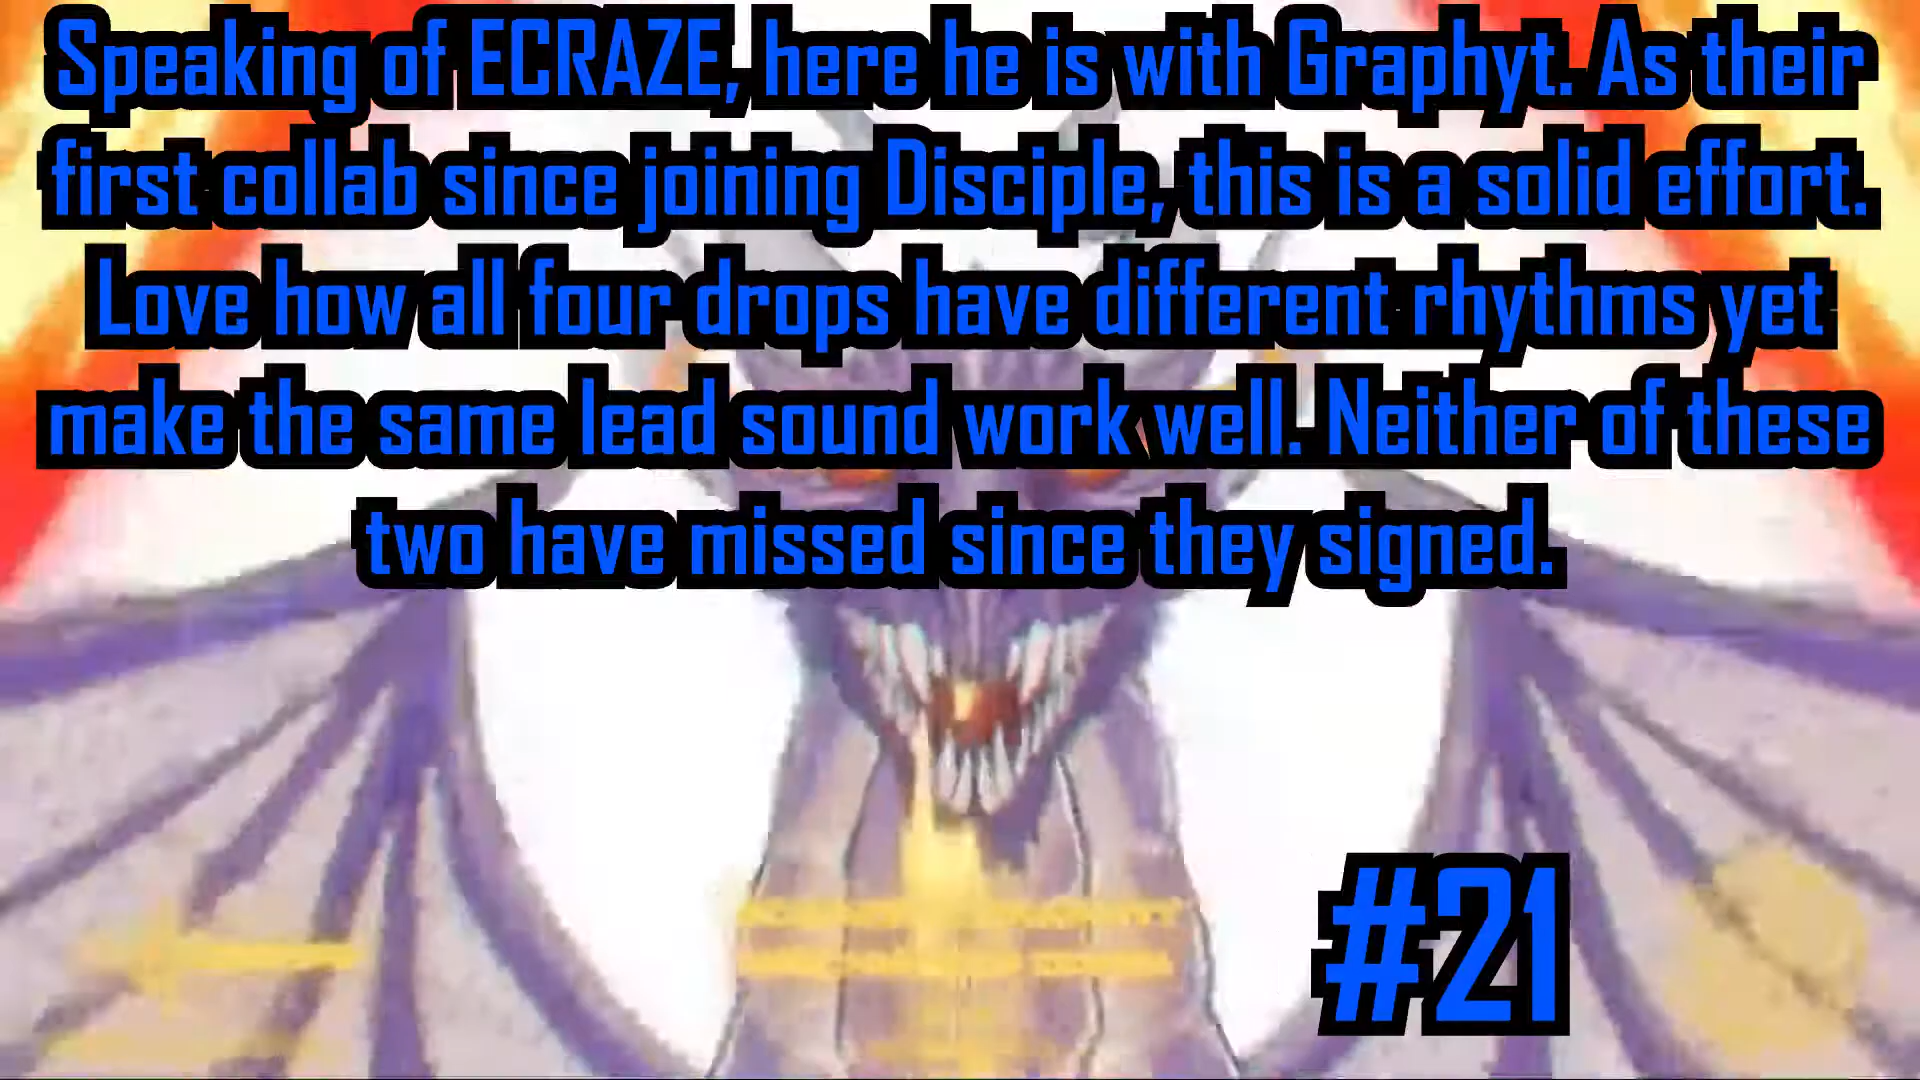 Speaking of ECRAZE, here he is with Graphyt. As their
first collab since joining Disciple, this is a solid effort.
Love how all four drops have different rhythms yet
make the same lead sound work well. Neither of these
two have missed since they signed.
#21